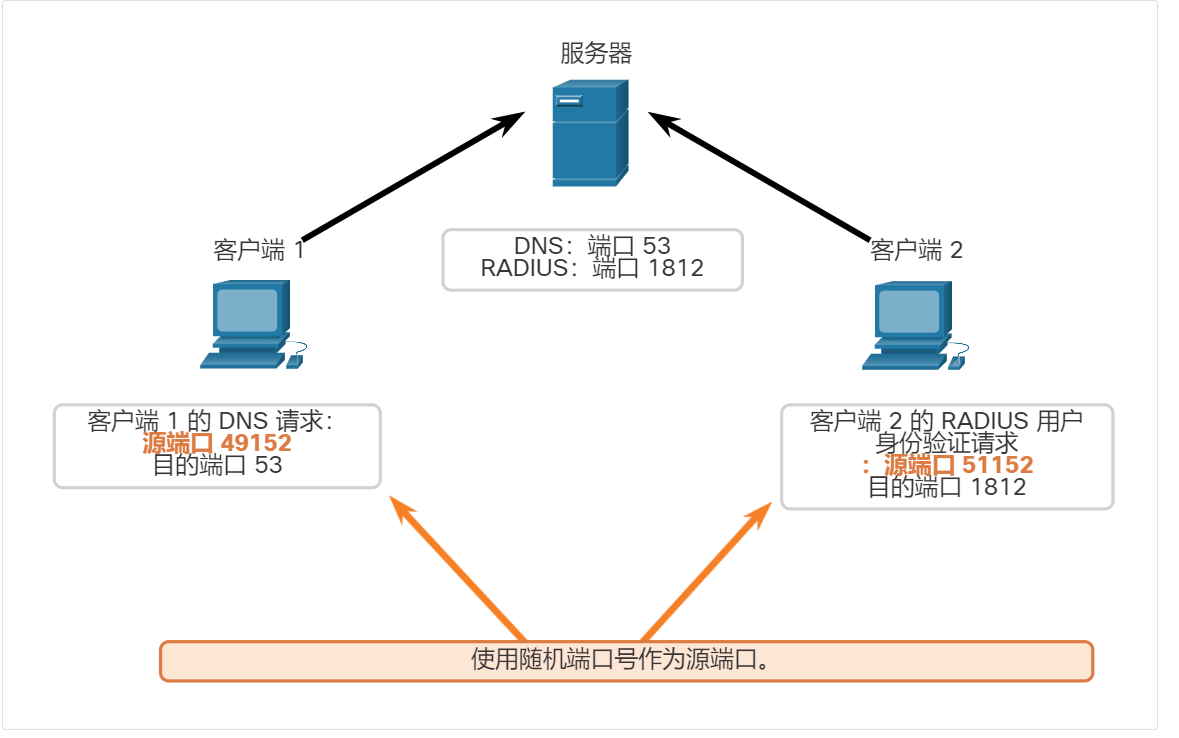 服务器
客户端 1
客户端 2
DNS：端口 53
RADIUS：端口 1812
客户端 1 的 DNS 请求：
源端口 49152
目的端口 53
客户端 2 的 RADIUS 用户
身份验证请求
：源端口 51152
目的端口 1812
使用随机端口号作为源端口。